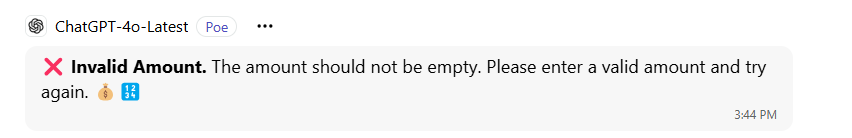 ChatGPT-4o-Latest Poe •••
❌ Invalid Amount. The amount should not be empty. Please enter a valid amount and try
again. 💰 🔢
3:44 PM